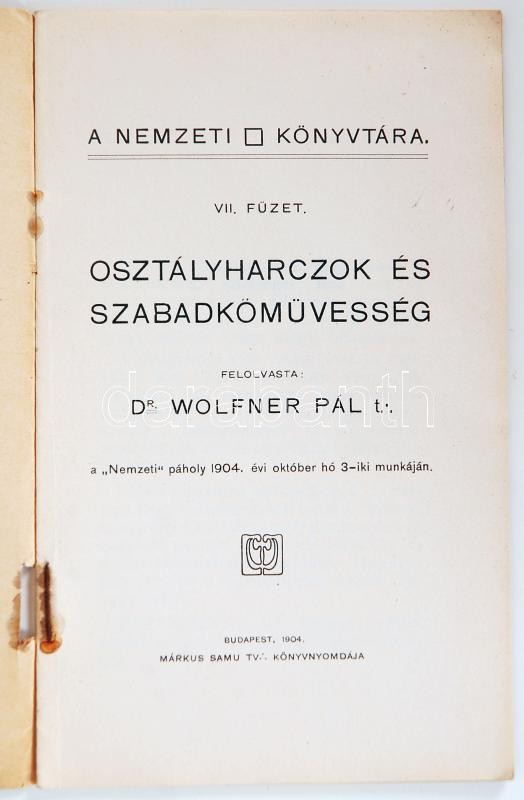 A NEMZETI □ KÖNYVTÁRA.
VII. FÜZET.
OSZTÁLYHARCZOK ÉS
SZABADKÖMÜVESSÉG
FELOLVASTA:
DR. WOLFNER PÁL t∴
darabanth
a „Nemzeti“ páholy 1904. évi október hó 3-iki munkáján.
BUDAPEST, 1904.
MÁRKUS SAMU TV∴ KÖNYVNYOMDÁJA